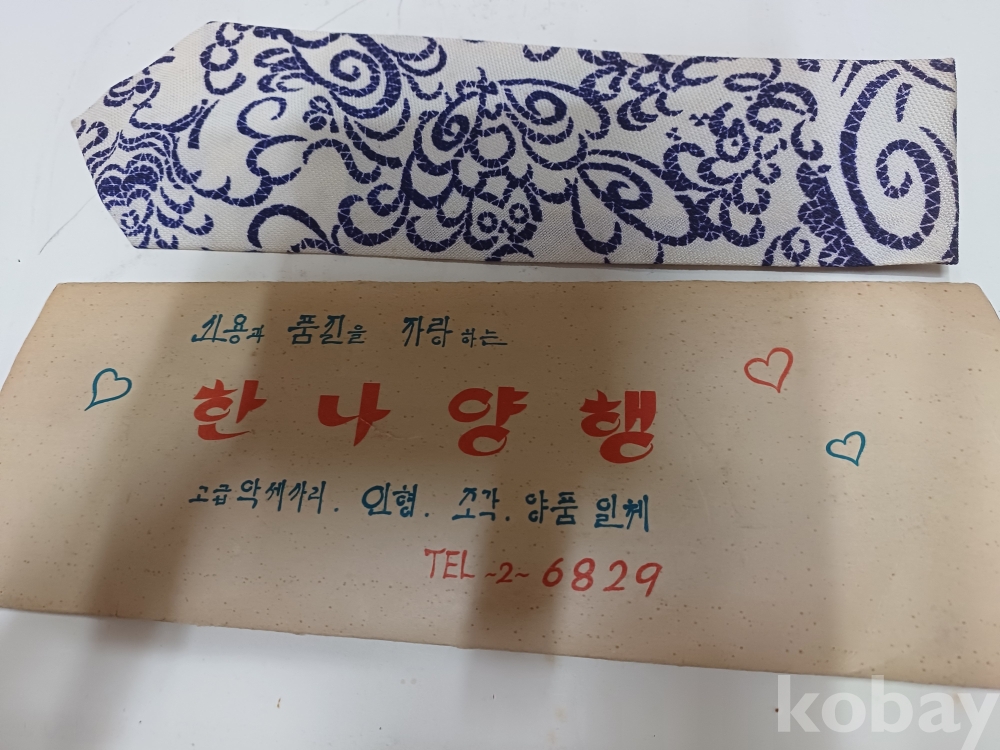 신용과 품질을 자랑하는
한나양행
고급악세사리. 인형. 조각. 양품 일체
TEL ~2~ 6829
kobay